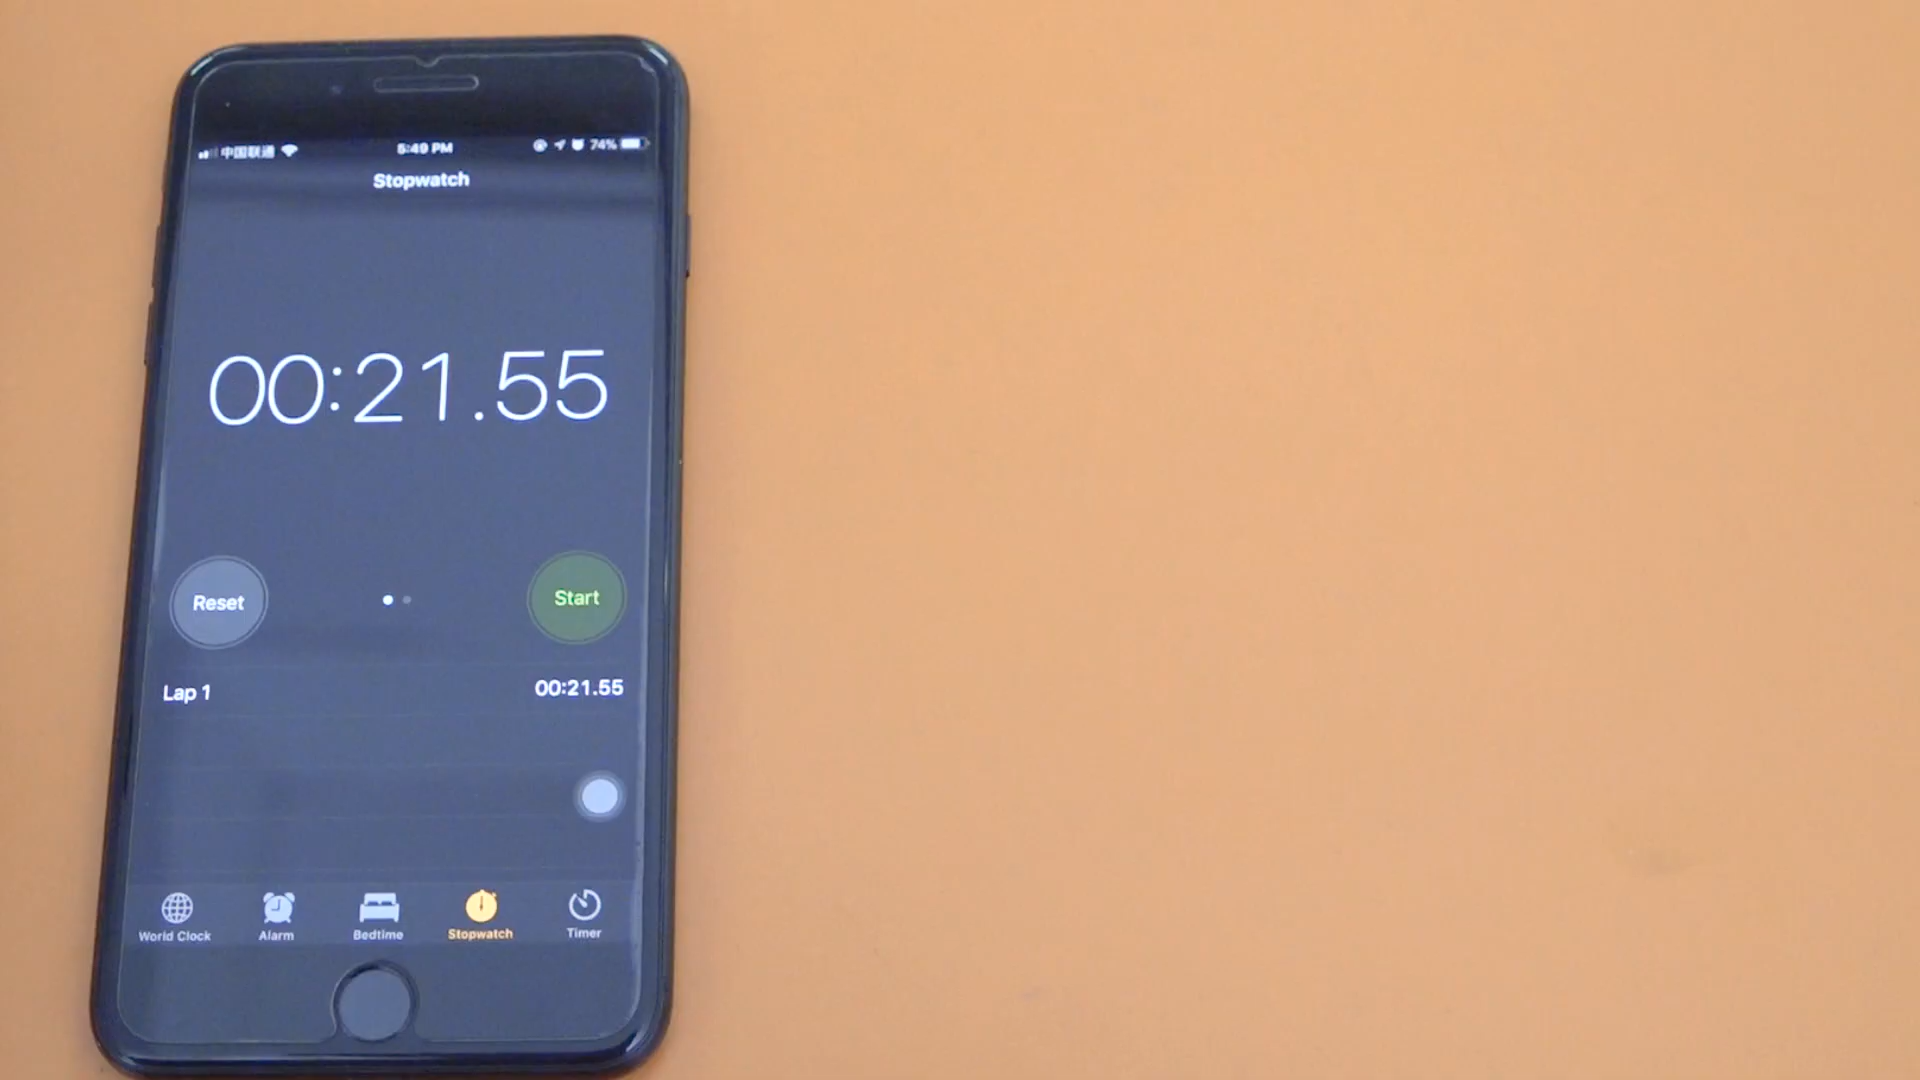 中国联通 5:49 PM 74%
Stopwatch
00:21.55
Reset Start
Lap 1 00:21.55
World Clock Alarm Bedtime Stopwatch Timer